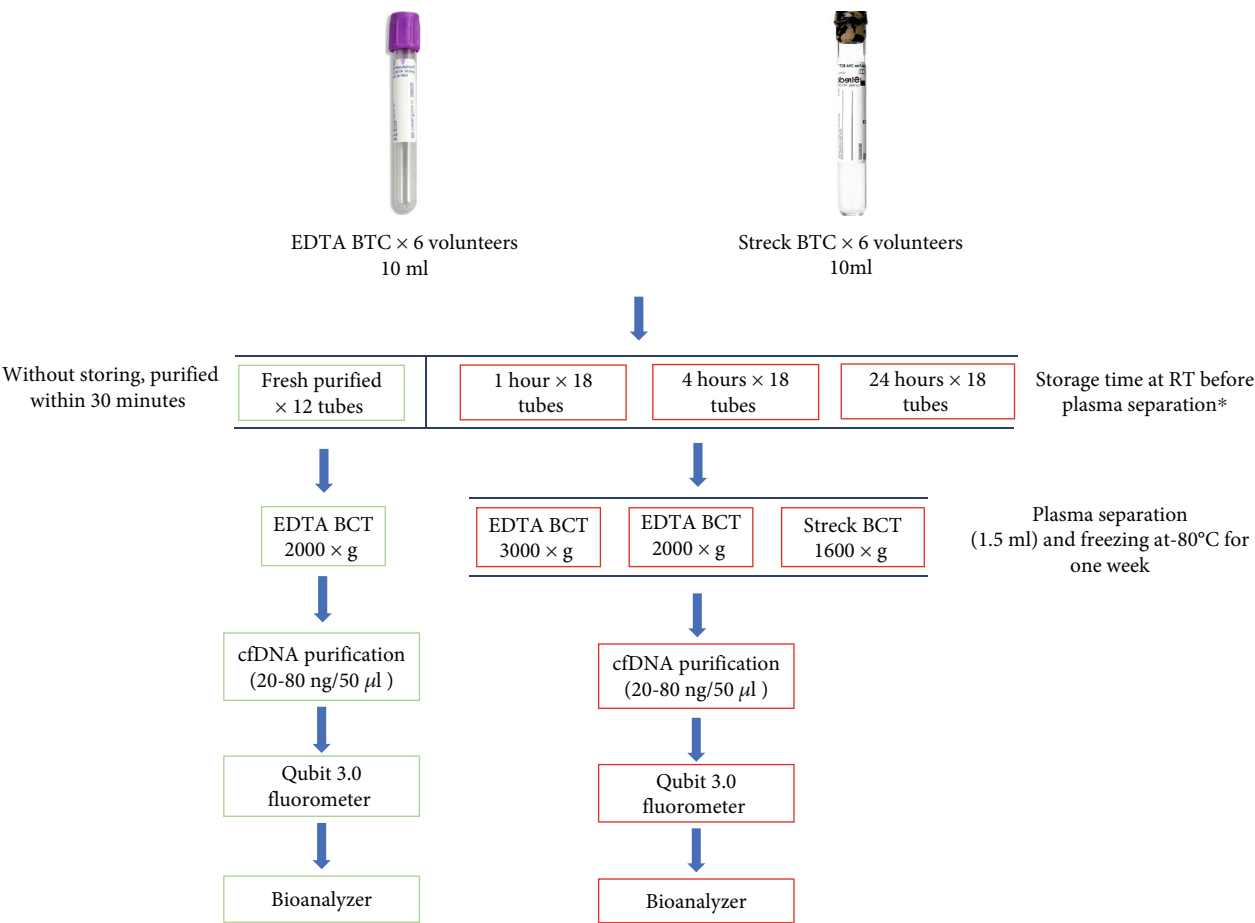 EDTA BTC × 6 volunteers
10 ml
Streck BTC × 6 volunteers
10ml
Without storing, purified
within 30 minutes
Fresh purified
× 12 tubes
1 hour × 18
tubes
4 hours × 18
tubes
24 hours × 18
tubes
Storage time at RT before
plasma separation*
EDTA BCT
2000 × g
EDTA BCT
3000 × g
EDTA BCT
2000 × g
Streck BCT
1600 × g
Plasma separation
(1.5 ml) and freezing at-80°C for
one week
cfDNA purification
(20-80 ng/50 μl )
cfDNA purification
(20-80 ng/50 μl )
Qubit 3.0
fluorometer
Qubit 3.0
fluorometer
Bioanalyzer
Bioanalyzer